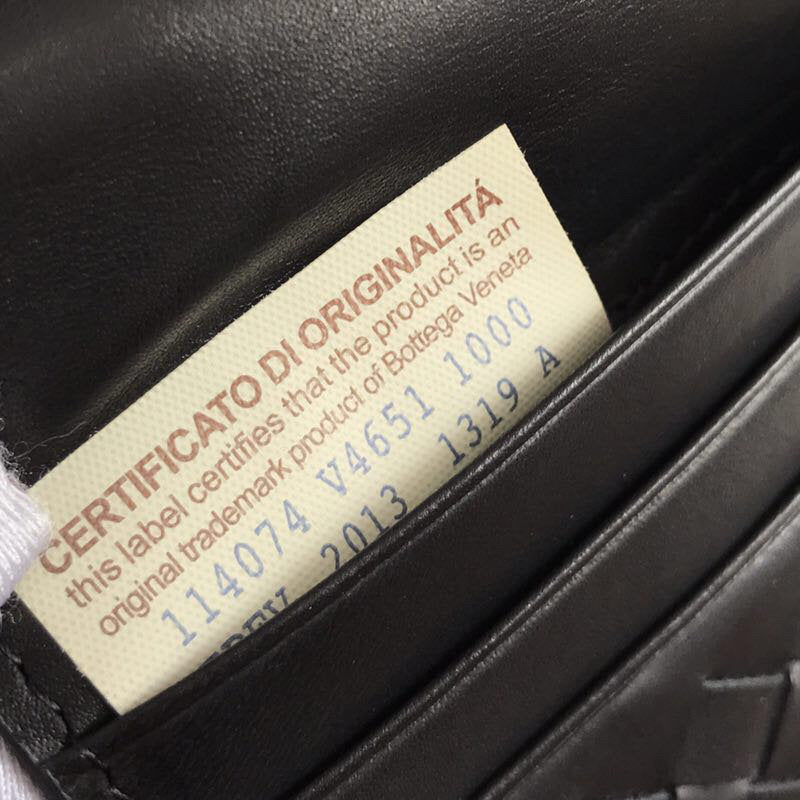 CERTIFICATO DI ORIGINALITÁ
this label certifies that the product is an
original trademark product of Bottega Veneta
114074 V4651 1000
2013 1319 A